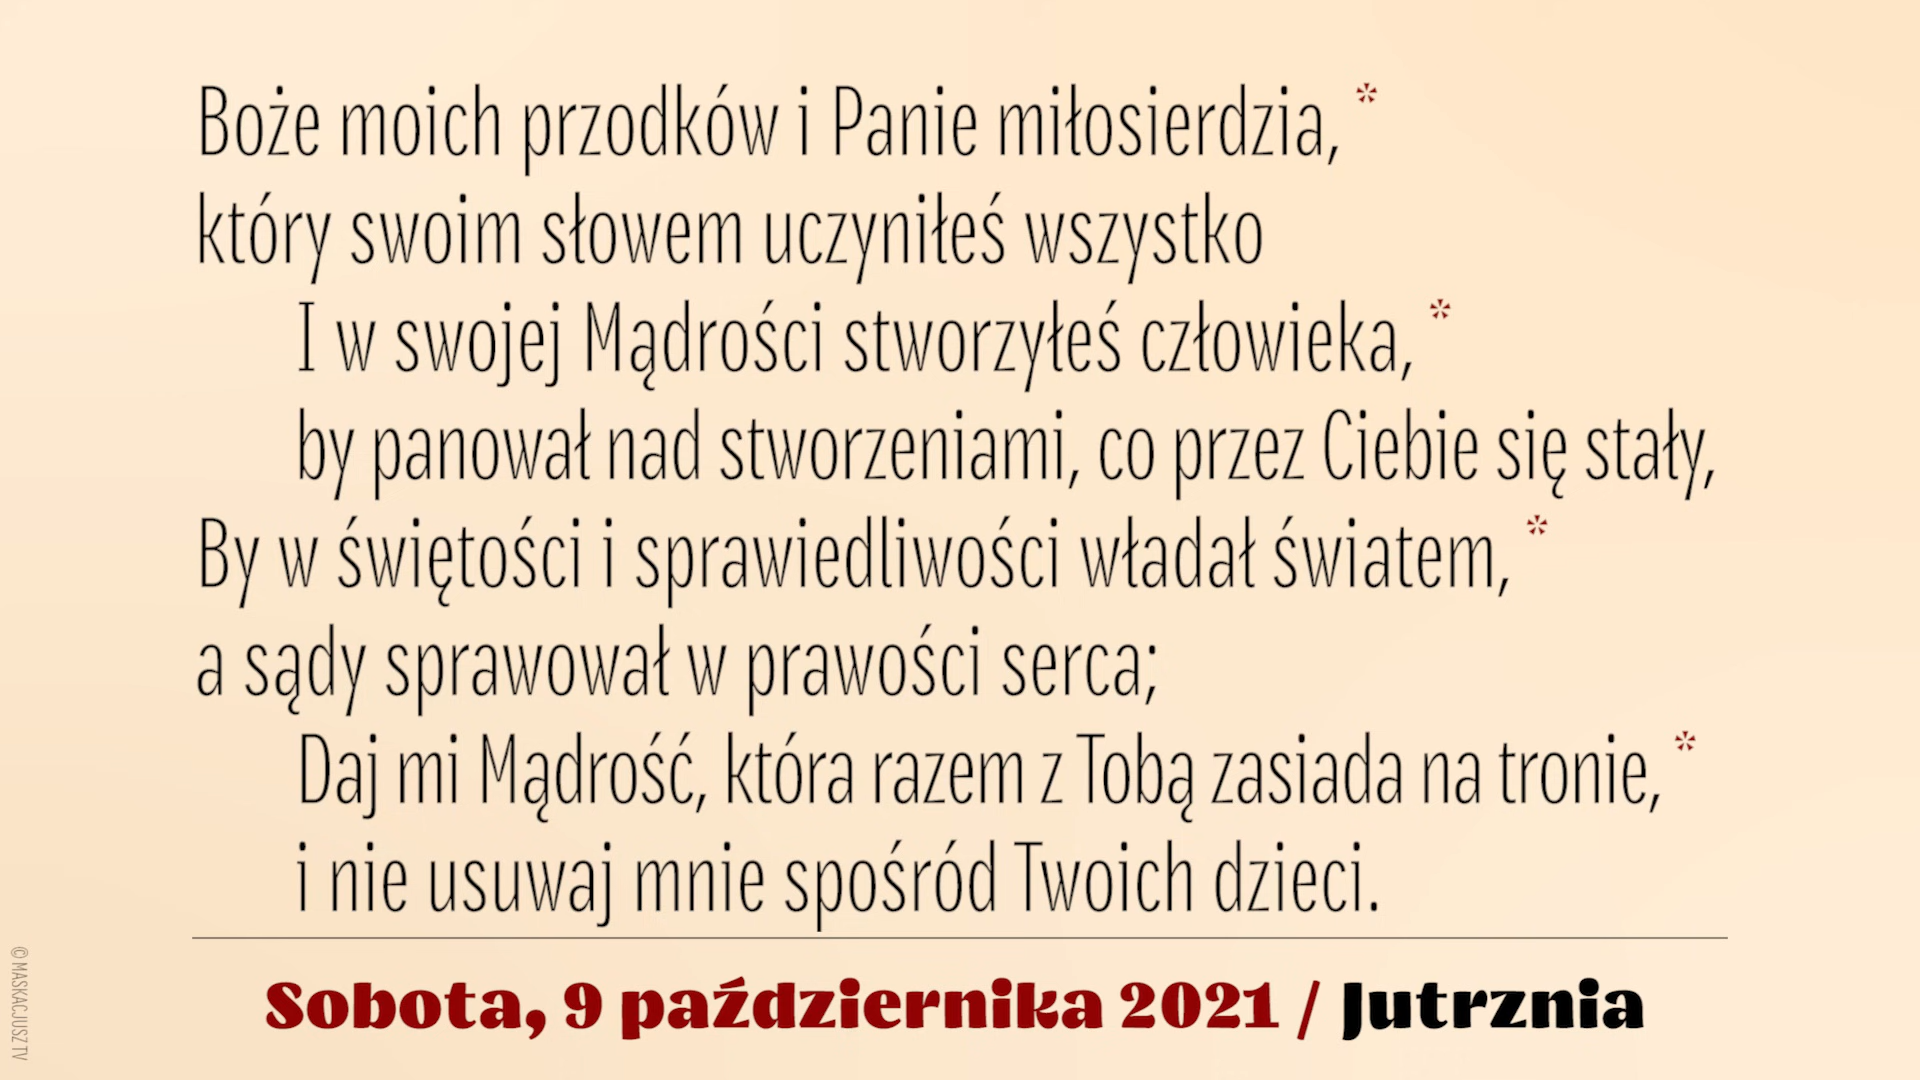 Boże moich przodków i Panie miłosierdzia, *
który swoim słowem uczyniłeś wszystko
I w swojej Mądrości stworzyłeś człowieka, *
by panował nad stworzeniami, co przez Ciebie się stały,
By w świętości i sprawiedliwości władał światem, *
a sądy sprawował w prawości serca;
Daj mi Mądrość, która razem z Tobą zasiada na tronie, *
i nie usuwaj mnie spośród Twoich dzieci.
Sobota, 9 października 2021 / Jutrznia
© MASKACJUSZ TV